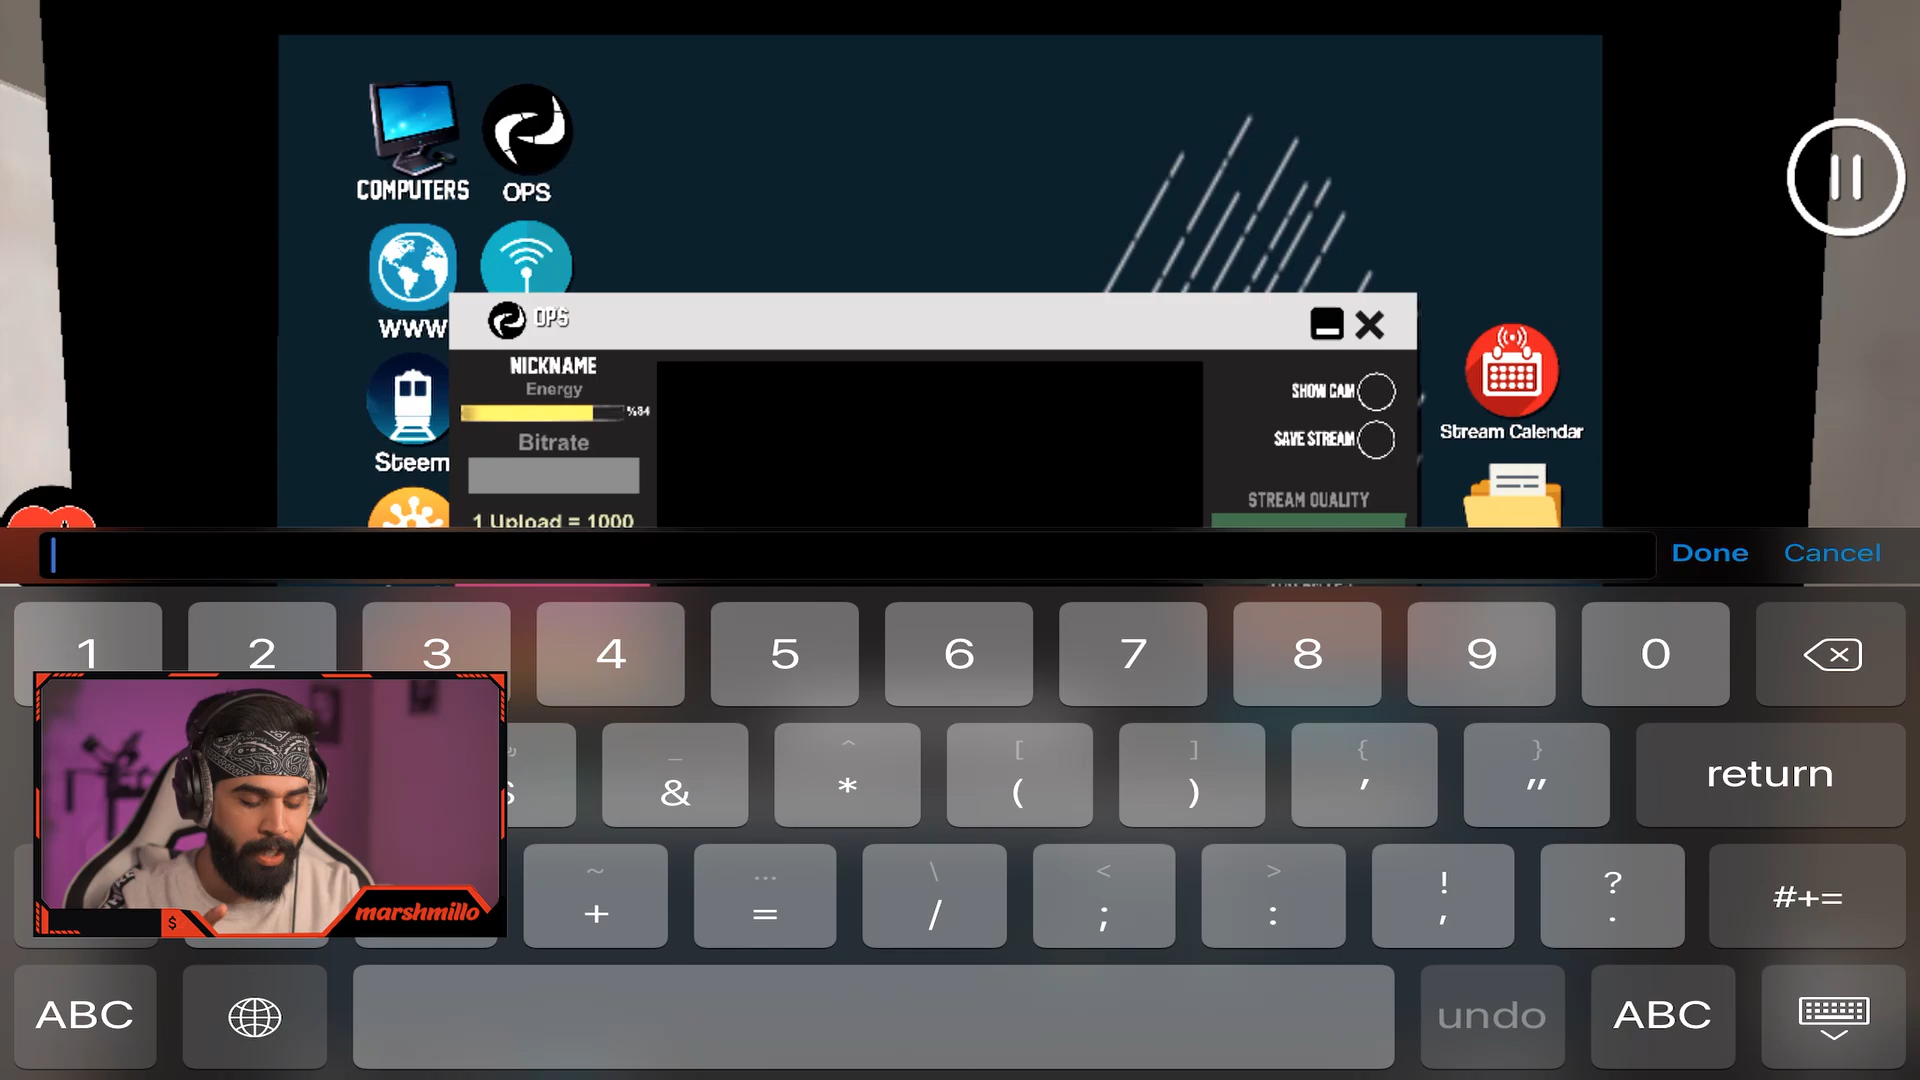 COMPUTERS
OPS
WWW
Steem
OPS
NICKNAME
Energy
%84
Bitrate
1 Upload = 1000
SHOW CAM
SAVE STREAM
STREAM QUALITY
Stream Calendar
Done
Cancel
1 2 3 4 5 6 7 8 9 0
_ ^ [ ] { }
& * ( ) ' "
return
~ … \ < > ! ?
+ = / ; : , .
#+=
ABC
undo
ABC
marshmillo
$